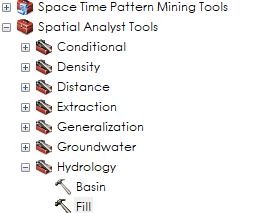 Space Time Pattern Mining Tools
Spatial Analyst Tools
Conditional
Density
Distance
Extraction
Generalization
Groundwater
Hydrology
Basin
Fill